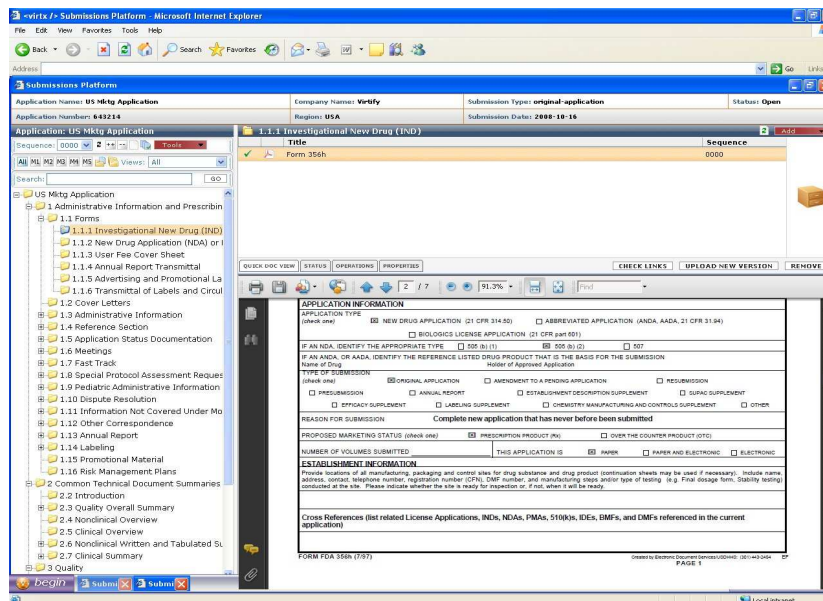 <virtx /> Submissions Platform - Microsoft Internet Explorer
File Edit View Favorites Tools Help
Back Search Favorites
Address Go Links
Submissions Platform
Application Name: US Mktg Application Company Name: Virtify Submission Type: original-application Status: Open
Application Number: 643214 Region: USA Submission Date: 2008-10-16
Application: US Mktg Application 1.1.1 Investigational New Drug (IND) 2 Add
Sequence: 0000 2 Tools Title Sequence
Form 356h 0000
All M1 M2 M3 M4 M5 Views: All
Search: GO
US Mktg Application
1 Administrative Information and Prescribin
1.1 Forms
1.1.1 Investigational New Drug (IND)
1.1.2 New Drug Application (NDA) or
1.1.3 User Fee Cover Sheet
1.1.4 Annual Report Transmittal
1.1.5 Advertising and Promotional La
1.1.6 Transmittal of Labels and Circul
1.2 Cover Letters
1.3 Administrative Information
1.4 Reference Section
1.5 Application Status Documentation
1.6 Meetings
1.7 Fast Track
1.8 Special Protocol Assessment Reques
1.9 Pediatric Administrative Information
1.10 Dispute Resolution
1.11 Information Not Covered Under Mo
1.12 Other Correspondence
1.13 Annual Report
1.14 Labeling
1.15 Promotional Material
1.16 Risk Management Plans
2 Common Technical Document Summaries
2.2 Introduction
2.3 Quality Overall Summary
2.4 Nonclinical Overview
2.5 Clinical Overview
2.6 Nonclinical Written and Tabulated Su
2.7 Clinical Summary
3 Quality
QUICK DOC VIEW STATUS OPERATIONS PROPERTIES CHECK LINKS UPLOAD NEW VERSION REMOVE
2 / 7 91.3% Find
APPLICATION INFORMATION
APPLICATION TYPE
(check one) NEW DRUG APPLICATION (21 CFR 314.50) ABBREVIATED APPLICATION (ANDA, AADA, 21 CFR 31.94)
BIOLOGICS LICENSE APPLICATION (21 CFR part 601)
IF AN NDA, IDENTIFY THE APPROPRIATE TYPE 505 (b) (1) 505 (b) (2) 507
IF AN ANDA, OR AADA, IDENTIFY THE REFERENCE LISTED DRUG PRODUCT THAT IS THE BASIS FOR THE SUBMISSION
Name of Drug Holder of Approved Application
TYPE OF SUBMISSION
(check one) ORIGINAL APPLICATION AMENDMENT TO A PENDING APPLICATION RESUBMISSION
PRESUBMISSION ANNUAL REPORT ESTABLISHMENT DESCRIPTION SUPPLEMENT SUPAC SUPPLEMENT
EFFICACY SUPPLEMENT LABELING SUPPLEMENT CHEMISTRY MANUFACTURING AND CONTROLS SUPPLEMENT OTHER
REASON FOR SUBMISSION Complete new application that has never before been submitted
PROPOSED MARKETING STATUS (check one) PRESCRIPTION PRODUCT (Rx) OVER THE COUNTER PRODUCT (OTC)
NUMBER OF VOLUMES SUBMITTED THIS APPLICATION IS PAPER PAPER AND ELECTRONIC ELECTRONIC
ESTABLISHMENT INFORMATION
Provide locations of all manufacturing, packaging and control sites for drug substance and drug product (continuation sheets may be used if necessary). Include name,
address, contact, telephone number, registration number (CFN), DMF number, and manufacturing steps and/or type of testing (e.g. Final dosage form, Stability testing)
conducted at the site. Please indicate whether the site is ready for inspection or, if not, when it will be ready.
Cross References (list related License Applications, INDs, NDAs, PMAs, 510(k)s, IDEs, BMFs, and DMFs referenced in the current
application)
FORM FDA 356h (7/97) Created by Electronic Document Services/USDHHS: (301) 443-2454 EF
PAGE 1
begin Submi Submi
Local intranet